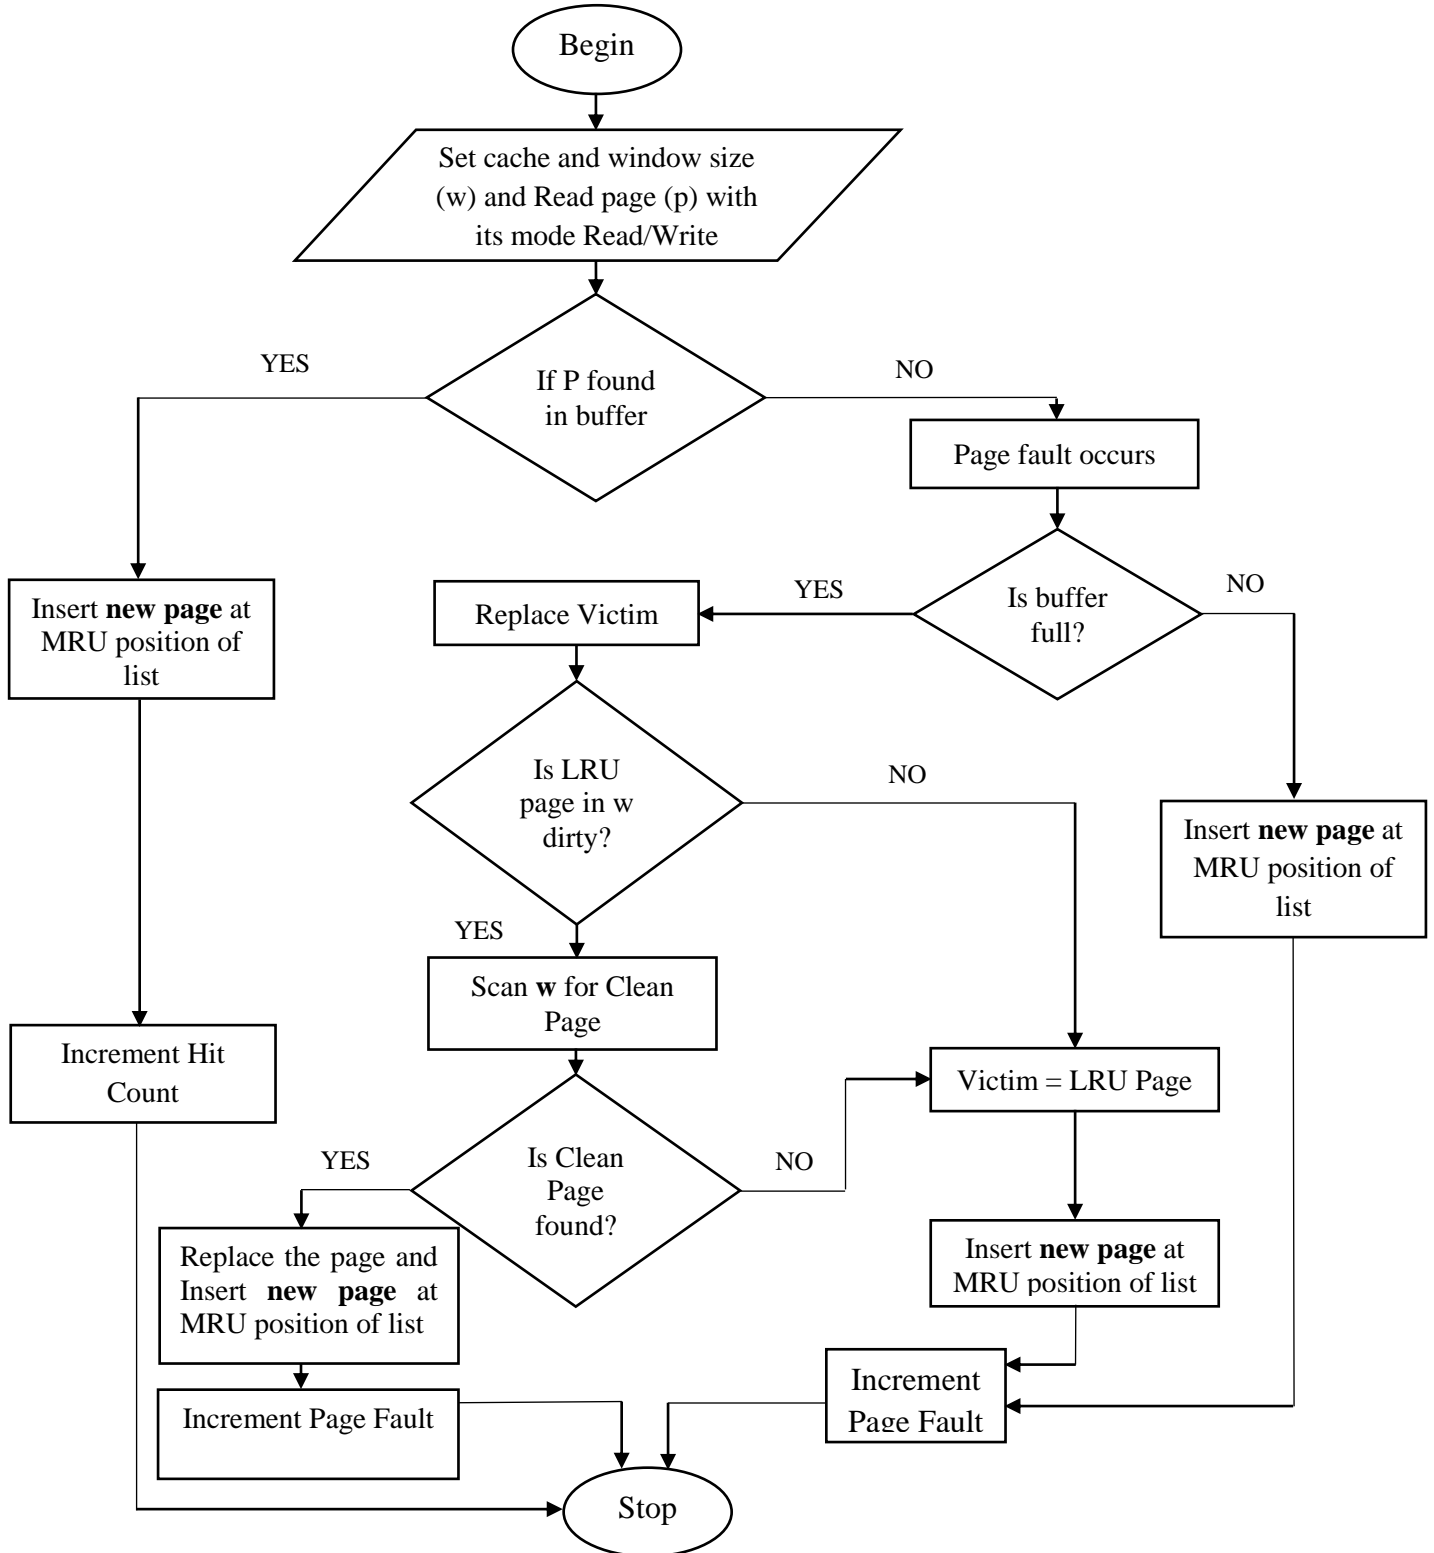 Begin
Set cache and window size
(w) and Read page (p) with
its mode Read/Write
YES
If P found
in buffer
NO
Page fault occurs
Insert new page at
MRU position of
list
Replace Victim
YES
Is buffer
full?
NO
Is LRU
page in w
dirty?
NO
Insert new page at
MRU position of
list
YES
Scan w for Clean
Page
Increment Hit
Count
Victim = LRU Page
YES
Is Clean
Page
found?
NO
Replace the page and
Insert new page at
MRU position of list
Insert new page at
MRU position of list
Increment Page Fault
Increment
Page Fault
Stop